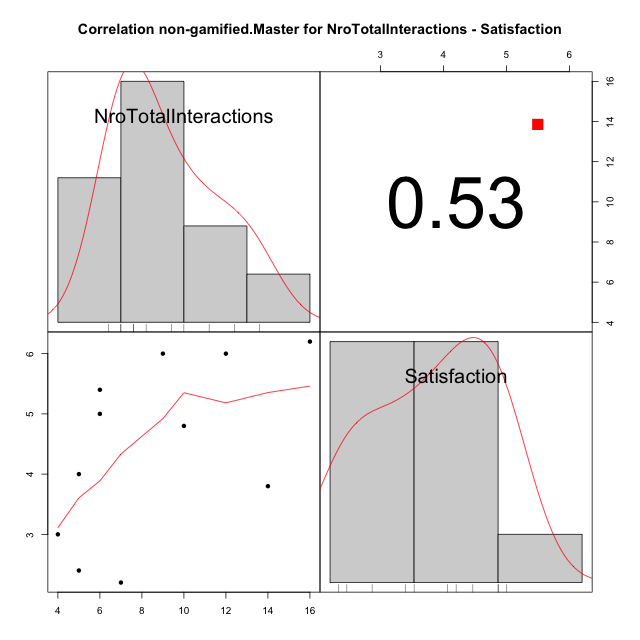 Correlation non-gamified.Master for NroTotalInteractions - Satisfaction
3 4 5 6
NroTotalInteractions
0.53
16
14
12
10
8
6
4
Satisfaction
6
5
4
3
4 6 8 10 12 14 16